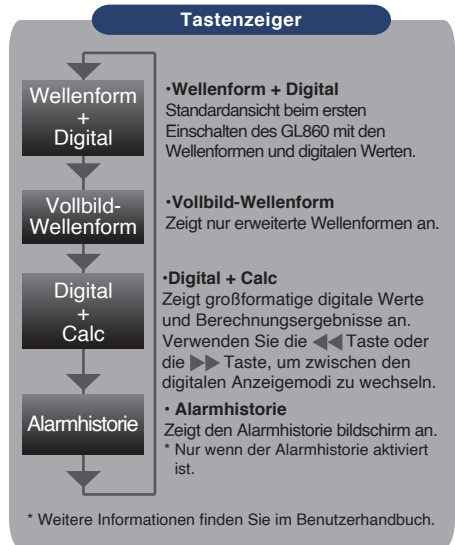 Tastenzeiger
Wellenform
+
Digital
·Wellenform + Digital
Standardansicht beim ersten
Einschalten des GL860 mit den
Wellenformen und digitalen Werten.
Vollbild-
Wellenform
·Vollbild-Wellenform
Zeigt nur erweiterte Wellenformen an.
Digital
+
Calc
·Digital + Calc
Zeigt großformatige digitale Werte
und Berechnungsergebnisse an.
Verwenden Sie die ◀◀ Taste oder
die ▶▶ Taste, um zwischen den
digitalen Anzeigemodi zu wechseln.
Alarmhistorie
· Alarmhistorie
Zeigt den Alarmhistorie bildschirm an.
* Nur wenn der Alarmhistorie aktiviert
ist.
* Weitere Informationen finden Sie im Benutzerhandbuch.